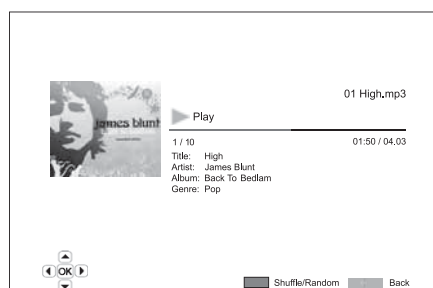 01 High.mp3
james blunt
Play
1 / 10
01:50 / 04.03
Title: High
Artist: James Blunt
Album: Back To Bedlam
Genre: Pop
OK
Shuffle/Random
Back